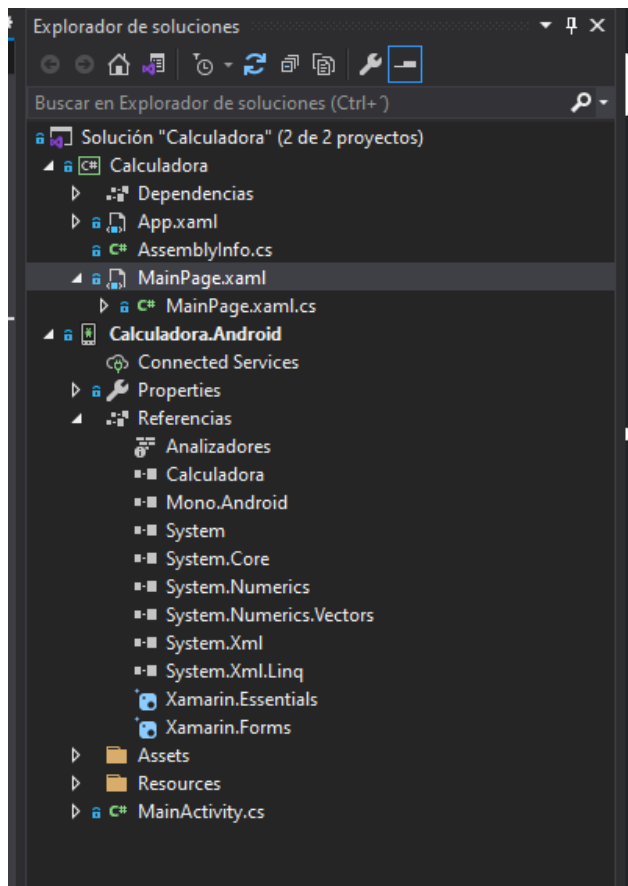 Explorador de soluciones
Buscar en Explorador de soluciones (Ctrl+´)
Solución "Calculadora" (2 de 2 proyectos)
C# Calculadora
Dependencias
App.xaml
C# AssemblyInfo.cs
MainPage.xaml
C# MainPage.xaml.cs
Calculadora.Android
Connected Services
Properties
Referencias
Analizadores
Calculadora
Mono.Android
System
System.Core
System.Numerics
System.Numerics.Vectors
System.Xml
System.Xml.Linq
Xamarin.Essentials
Xamarin.Forms
Assets
Resources
C# MainActivity.cs